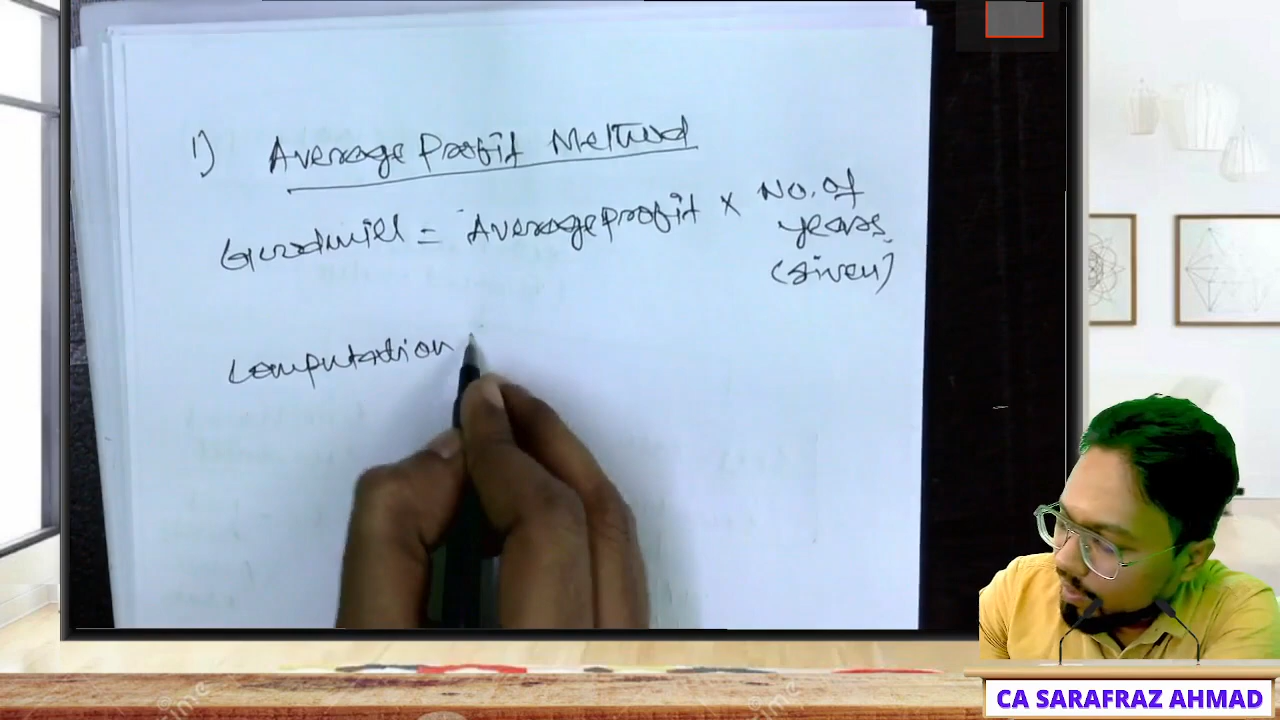 1) Average Profit Method
Goodwill = Average profit × No. of years (given)
Computation
CA SARAFRAZ AHMAD